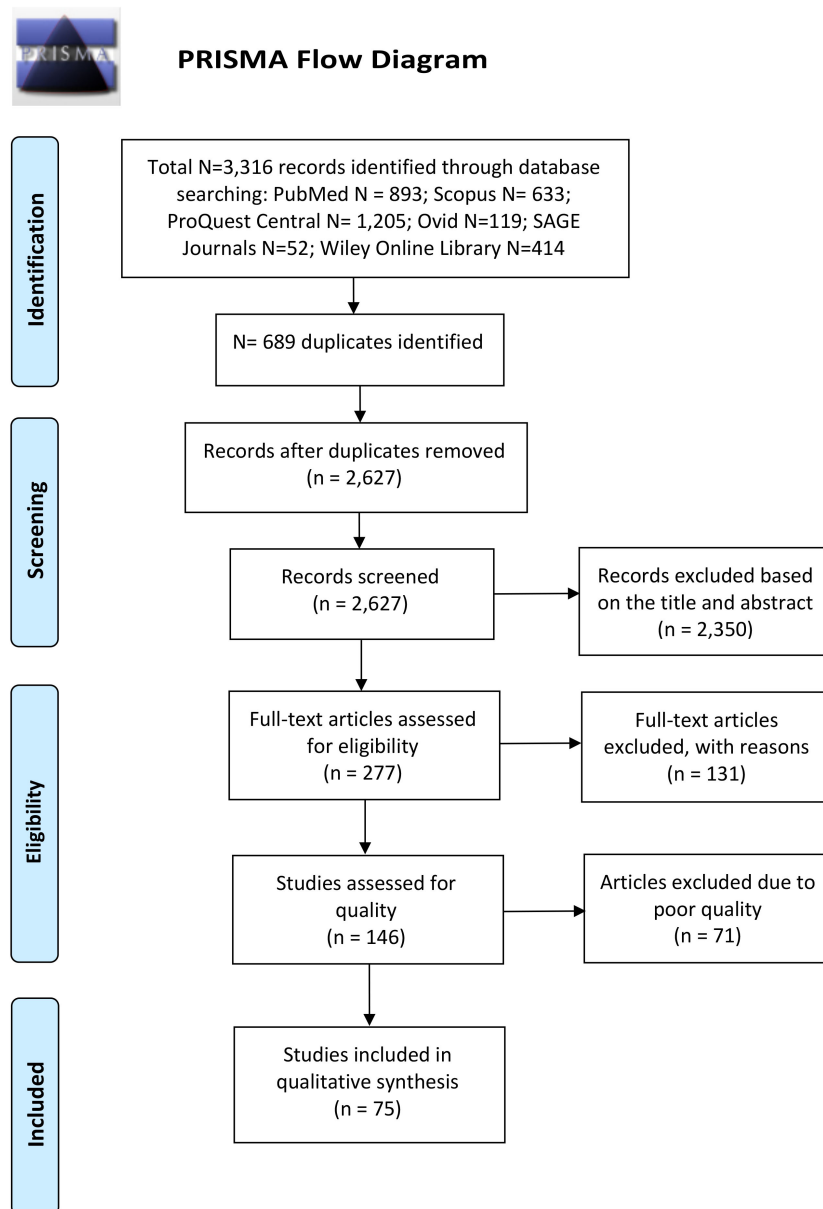 PRISMA
PRISMA Flow Diagram
Identification
Total N=3,316 records identified through database
searching: PubMed N = 893; Scopus N= 633;
ProQuest Central N= 1,205; Ovid N=119; SAGE
Journals N=52; Wiley Online Library N=414
N= 689 duplicates identified
Screening
Records after duplicates removed
(n = 2,627)
Records screened
(n = 2,627)
Records excluded based
on the title and abstract
(n = 2,350)
Eligibility
Full-text articles assessed
for eligibility
(n = 277)
Full-text articles
excluded, with reasons
(n = 131)
Studies assessed for
quality
(n = 146)
Articles excluded due to
poor quality
(n = 71)
Included
Studies included in
qualitative synthesis
(n = 75)